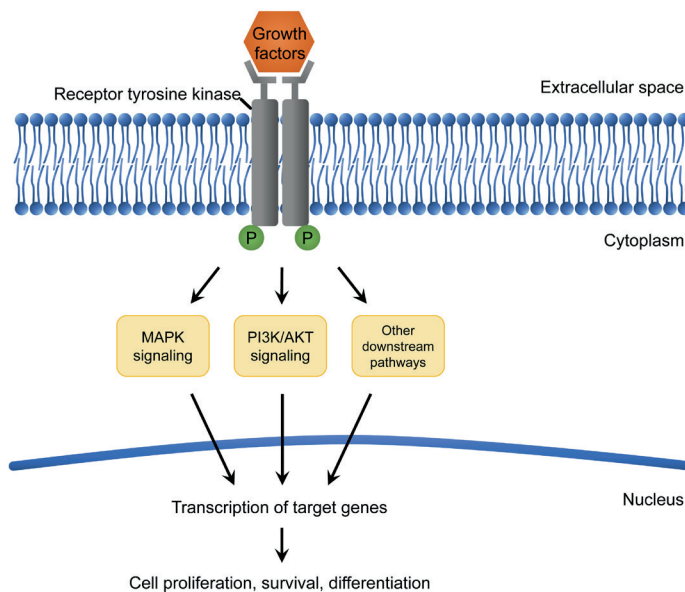 Growth
factors
Receptor tyrosine kinase
Extracellular space
P
P
Cytoplasm
MAPK
signaling
PI3K/AKT
signaling
Other
downstream
pathways
Transcription of target genes
Nucleus
Cell proliferation, survival, differentiation